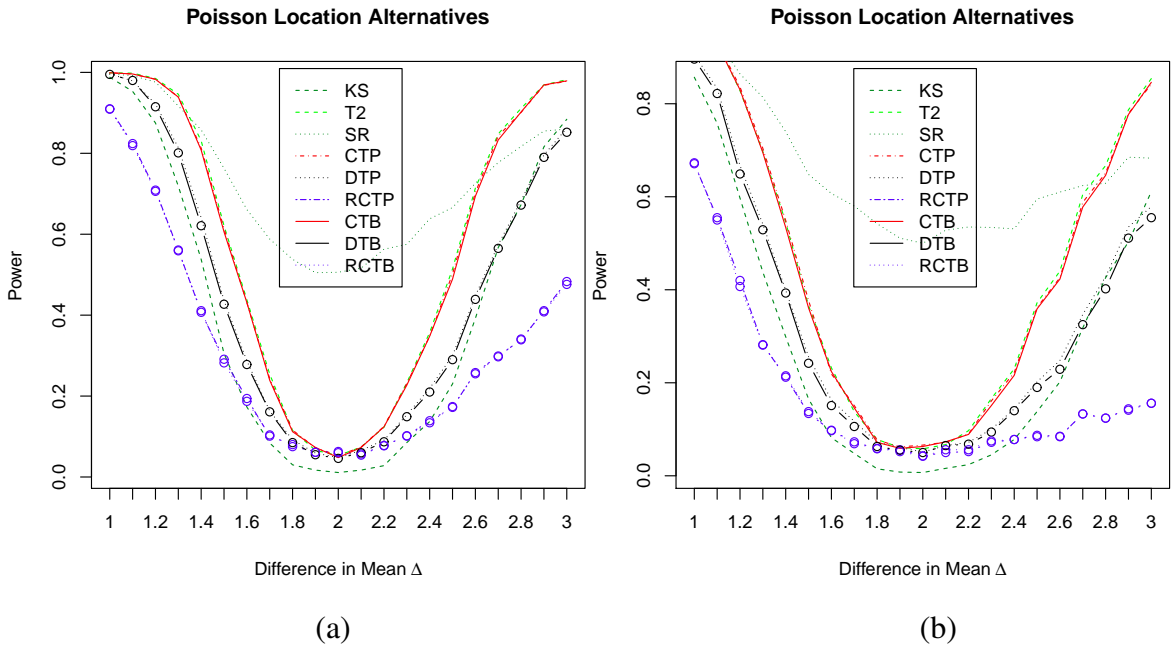 Poisson Location Alternatives
Power
0.0
0.2
0.4
0.6
0.8
1.0
KS
T2
SR
CTP
DTP
RCTP
CTB
DTB
RCTB
1 1.2 1.4 1.6 1.8 2 2.2 2.4 2.6 2.8 3
Difference in Mean Δ
(a)
Poisson Location Alternatives
Power
0.0
0.2
0.4
0.6
0.8
KS
T2
SR
CTP
DTP
RCTP
CTB
DTB
RCTB
1 1.2 1.4 1.6 1.8 2 2.2 2.4 2.6 2.8 3
Difference in Mean Δ
(b)